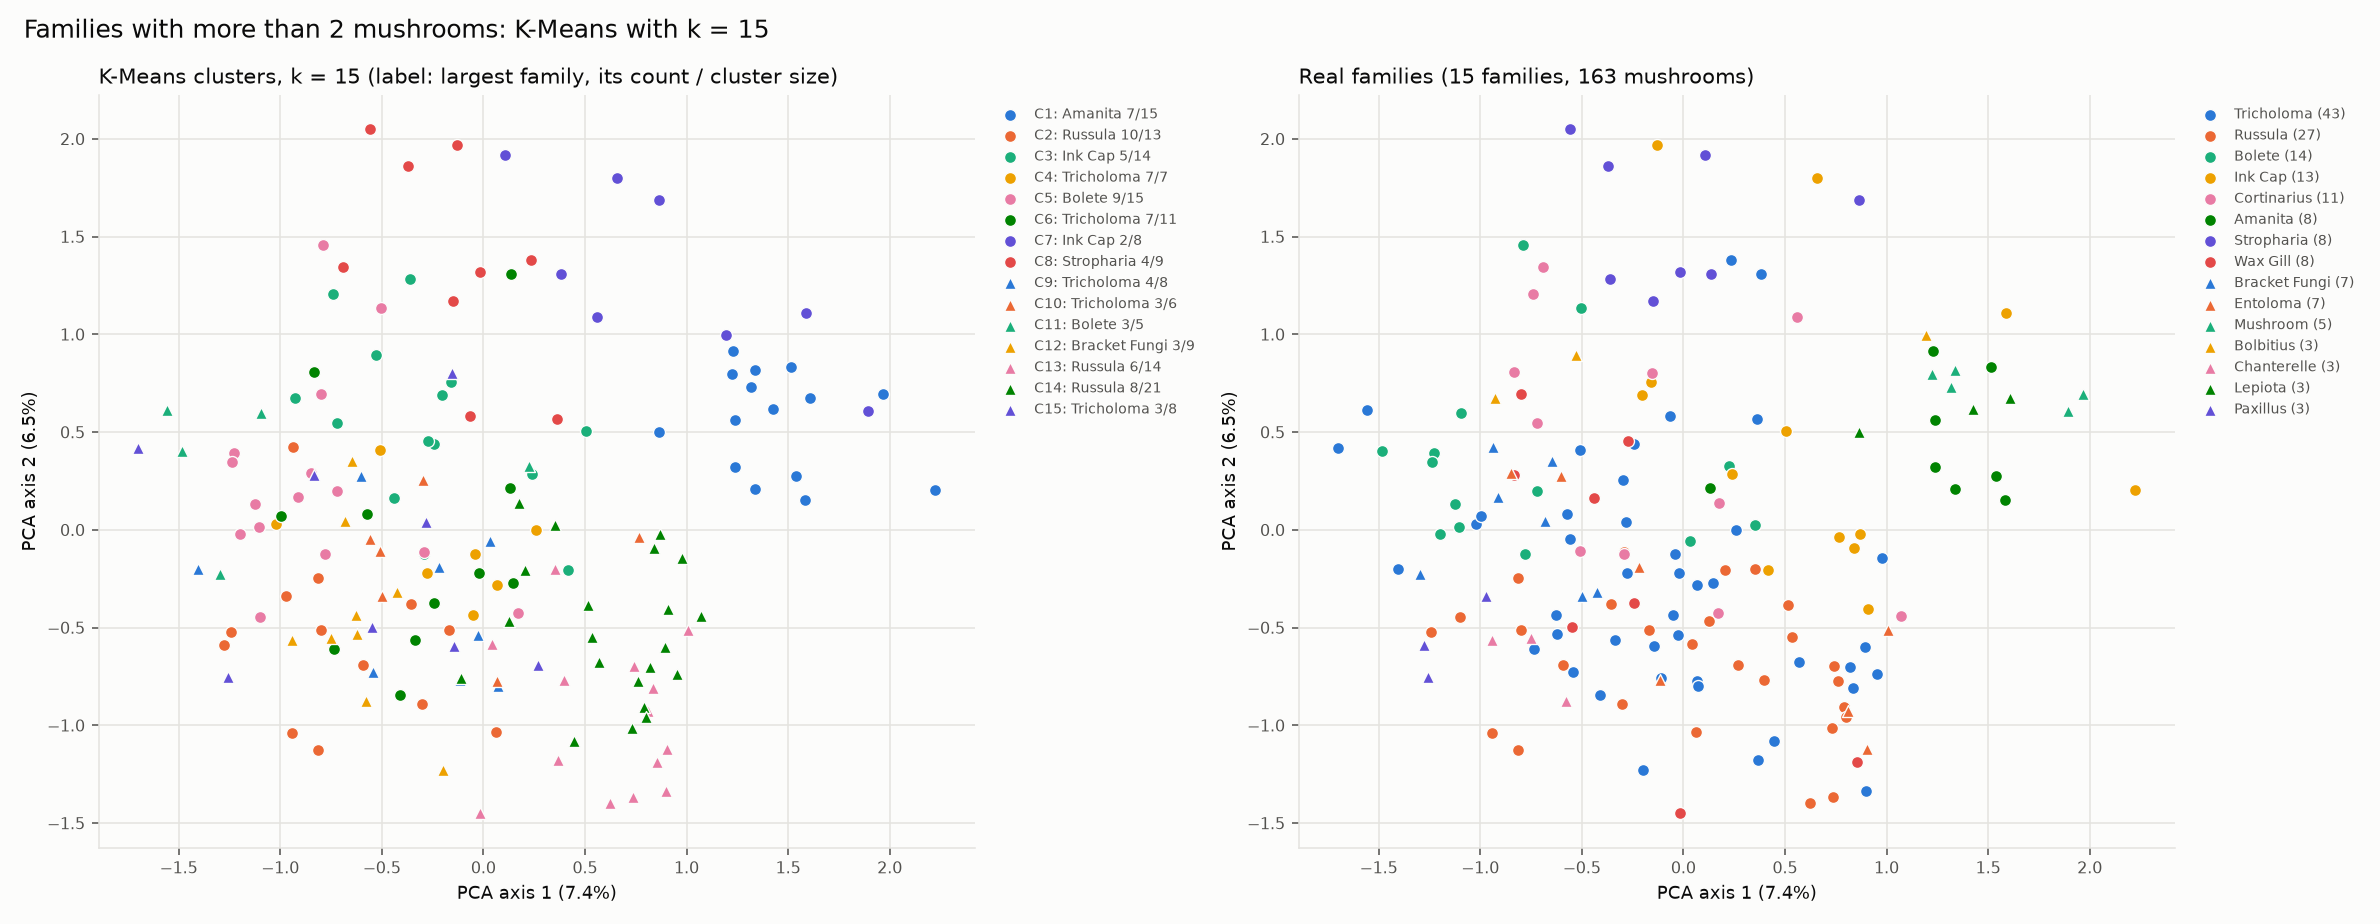 Families with more than 2 mushrooms: K-Means with k = 15
K-Means clusters, k = 15 (label: largest family, its count / cluster size)
2.0
1.5
1.0
0.5
0.0
−0.5
−1.0
−1.5
PCA axis 2 (6.5%)
−1.5
−1.0
−0.5
0.0
0.5
1.0
1.5
2.0
PCA axis 1 (7.4%)
C1: Amanita 7/15
C2: Russula 10/13
C3: Ink Cap 5/14
C4: Tricholoma 7/7
C5: Bolete 9/15
C6: Tricholoma 7/11
C7: Ink Cap 2/8
C8: Stropharia 4/9
C9: Tricholoma 4/8
C10: Tricholoma 3/6
C11: Bolete 3/5
C12: Bracket Fungi 3/9
C13: Russula 6/14
C14: Russula 8/21
C15: Tricholoma 3/8
Real families (15 families, 163 mushrooms)
2.0
1.5
1.0
0.5
0.0
−0.5
−1.0
−1.5
PCA axis 2 (6.5%)
−1.5
−1.0
−0.5
0.0
0.5
1.0
1.5
2.0
PCA axis 1 (7.4%)
Tricholoma (43)
Russula (27)
Bolete (14)
Ink Cap (13)
Cortinarius (11)
Amanita (8)
Stropharia (8)
Wax Gill (8)
Bracket Fungi (7)
Entoloma (7)
Mushroom (5)
Bolbitius (3)
Chanterelle (3)
Lepiota (3)
Paxillus (3)